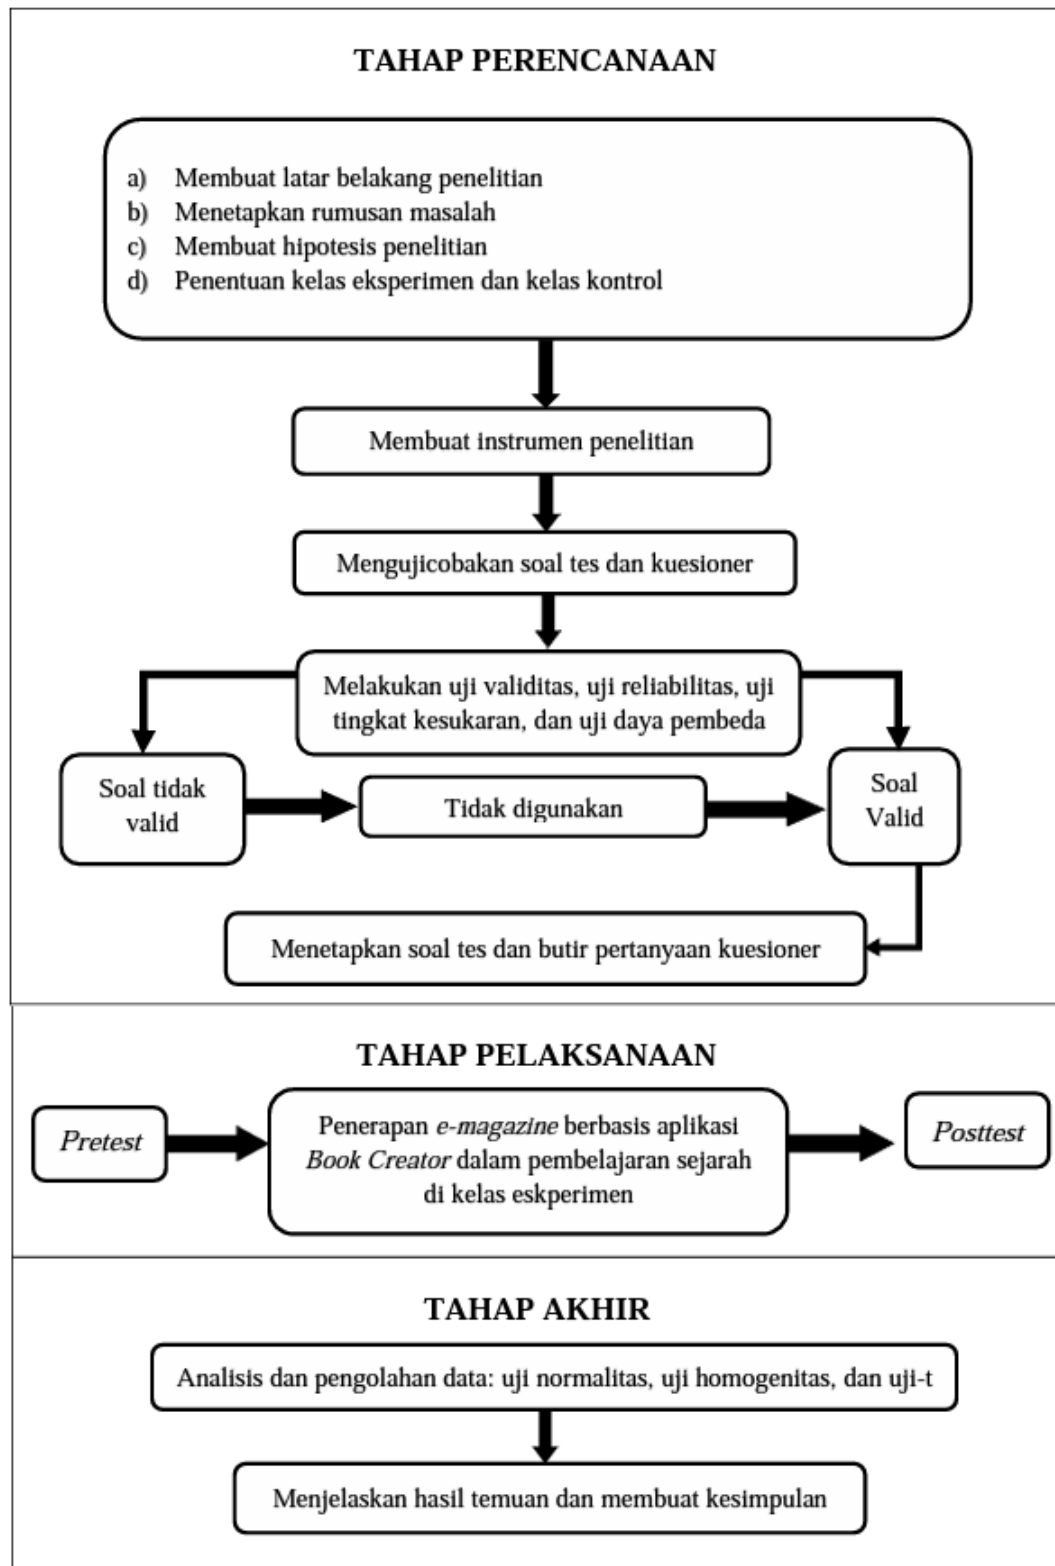 TAHAP PERENCANAAN
a) Membuat latar belakang penelitian
b) Menetapkan rumusan masalah
c) Membuat hipotesis penelitian
d) Penentuan kelas eksperimen dan kelas kontrol
Membuat instrumen penelitian
Mengujicobakan soal tes dan kuesioner
Melakukan uji validitas, uji reliabilitas, uji
tingkat kesukaran, dan uji daya pembeda
Soal tidak
valid
Tidak digunakan
Soal
Valid
Menetapkan soal tes dan butir pertanyaan kuesioner
TAHAP PELAKSANAAN
Pretest
Penerapan e-magazine berbasis aplikasi
Book Creator dalam pembelajaran sejarah
di kelas eskperimen
Posttest
TAHAP AKHIR
Analisis dan pengolahan data: uji normalitas, uji homogenitas, dan uji-t
Menjelaskan hasil temuan dan membuat kesimpulan